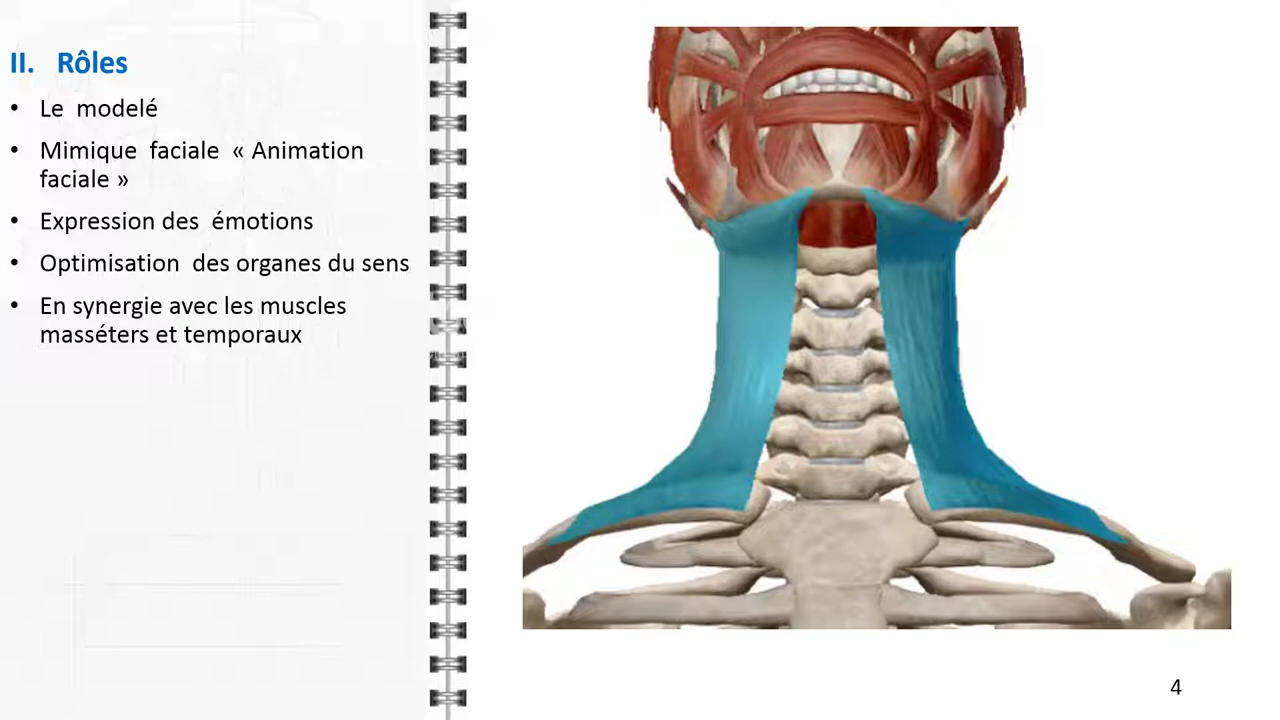 II. Rôles
• Le modelé
• Mimique faciale « Animation
faciale »
• Expression des émotions
• Optimisation des organes du sens
• En synergie avec les muscles
masséters et temporaux
4